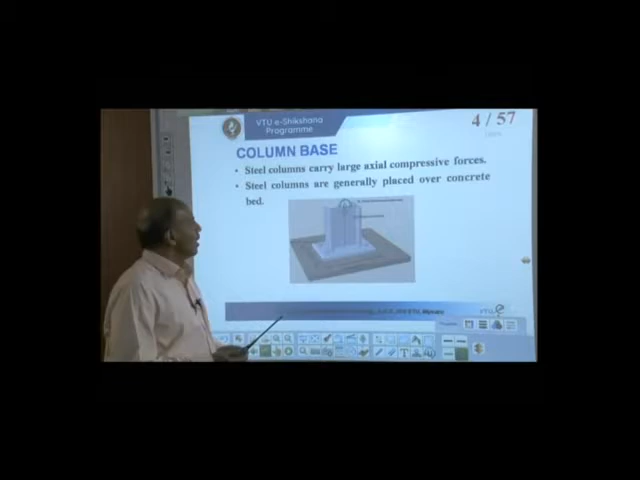 VTU e-Shikshana
Programme
4 / 57
COLUMN BASE
• Steel columns carry large axial compressive forces.
• Steel columns are generally placed over concrete
bed.
VTU